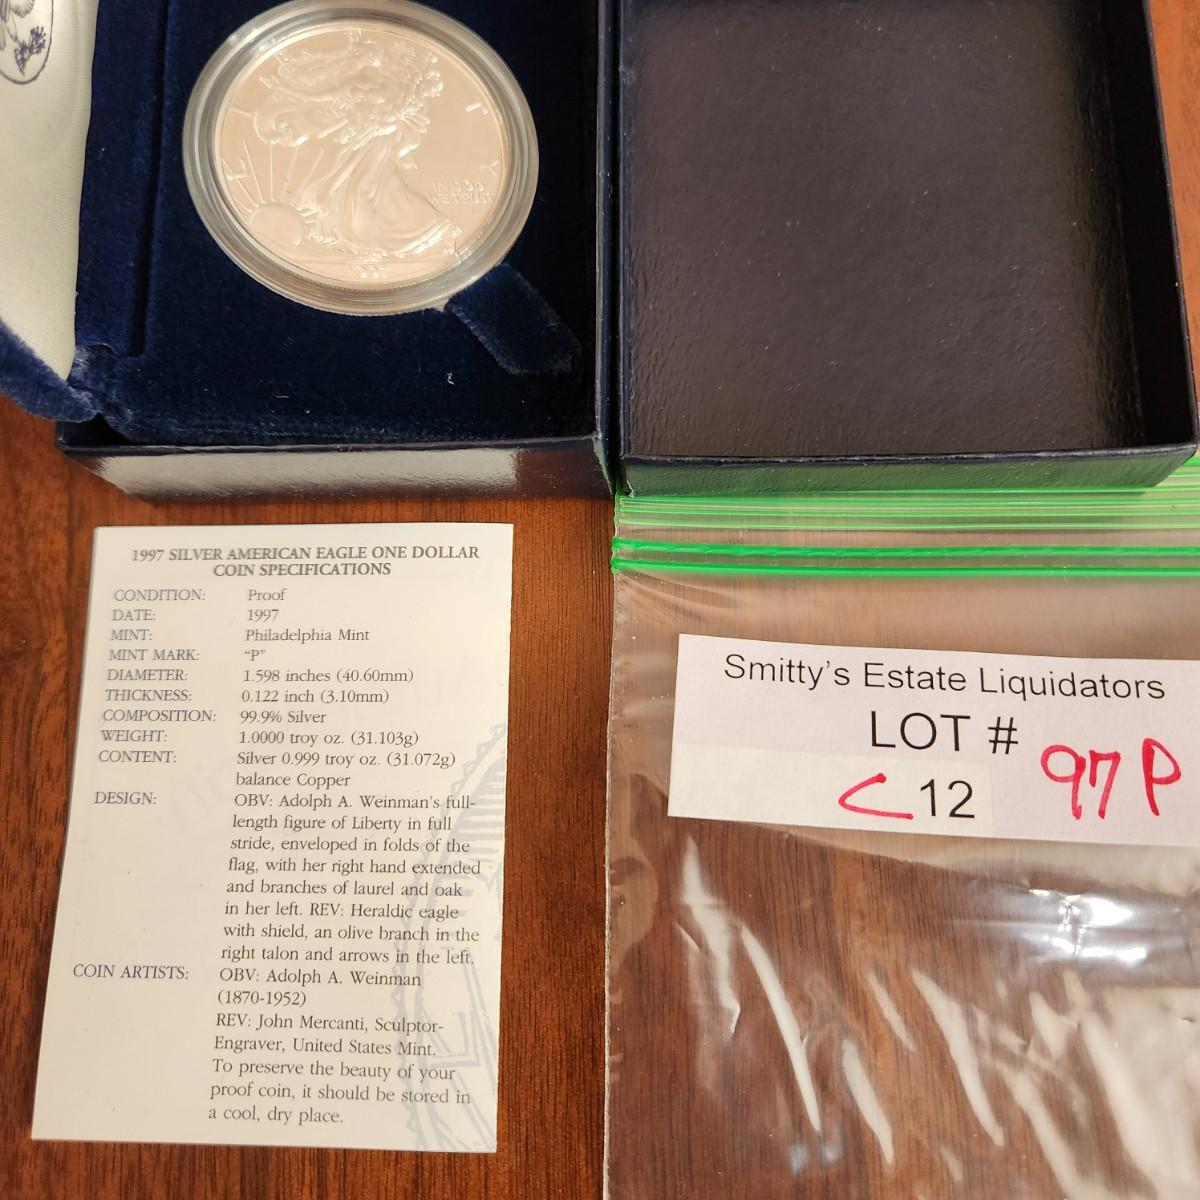 L I T Y
IN GOD
WE TRUST
1997
1997 SILVER AMERICAN EAGLE ONE DOLLAR
COIN SPECIFICATIONS
CONDITION: Proof
DATE: 1997
MINT: Philadelphia Mint
MINT MARK: “P”
DIAMETER: 1.598 inches (40.60mm)
THICKNESS: 0.122 inch (3.10mm)
COMPOSITION: 99.9% Silver
WEIGHT: 1.0000 troy oz. (31.103g)
CONTENT: Silver 0.999 troy oz. (31.072g)
balance Copper
DESIGN: OBV: Adolph A. Weinman’s full-
length figure of Liberty in full
stride, enveloped in folds of the
flag, with her right hand extended
and branches of laurel and oak
in her left. REV: Heraldic eagle
with shield, an olive branch in the
right talon and arrows in the left.
COIN ARTISTS: OBV: Adolph A. Weinman
(1870-1952)
REV: John Mercanti, Sculptor-
Engraver, United States Mint.
To preserve the beauty of your
proof coin, it should be stored in
a cool, dry place.
Smitty’s Estate Liquidators
LOT #
C12 97P